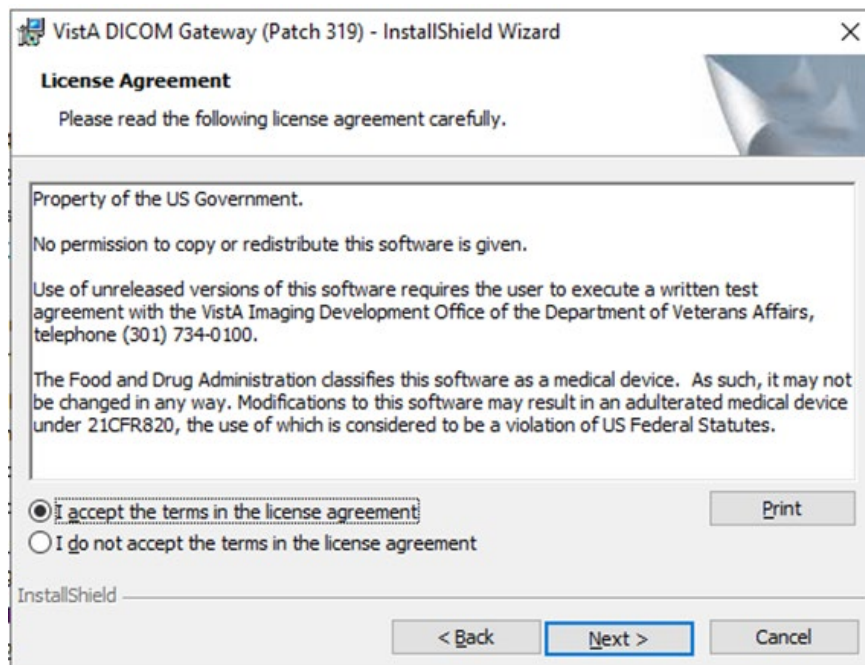 VistA DICOM Gateway (Patch 319) - InstallShield Wizard
License Agreement
Please read the following license agreement carefully.
Property of the US Government.
No permission to copy or redistribute this software is given.
Use of unreleased versions of this software requires the user to execute a written test
agreement with the VistA Imaging Development Office of the Department of Veterans Affairs,
telephone (301) 734-0100.
The Food and Drug Administration classifies this software as a medical device.  As such, it may not
be changed in any way. Modifications to this software may result in an adulterated medical device
under 21CFR820, the use of which is considered to be a violation of US Federal Statutes.
I accept the terms in the license agreement
Print
I do not accept the terms in the license agreement
InstallShield
< Back
Next >
Cancel